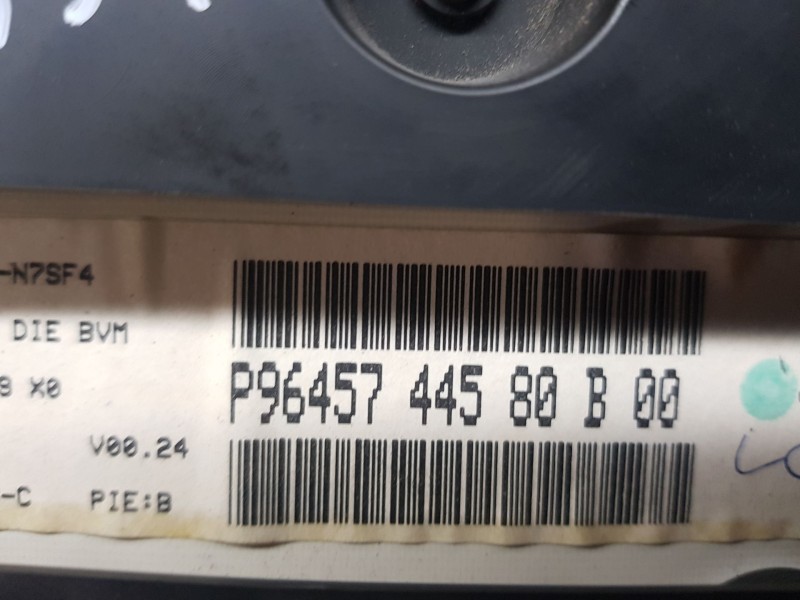 -N7SF4
DIE BVM
X0
P96457 445 80 B 00
V00.24
-C PIE:B